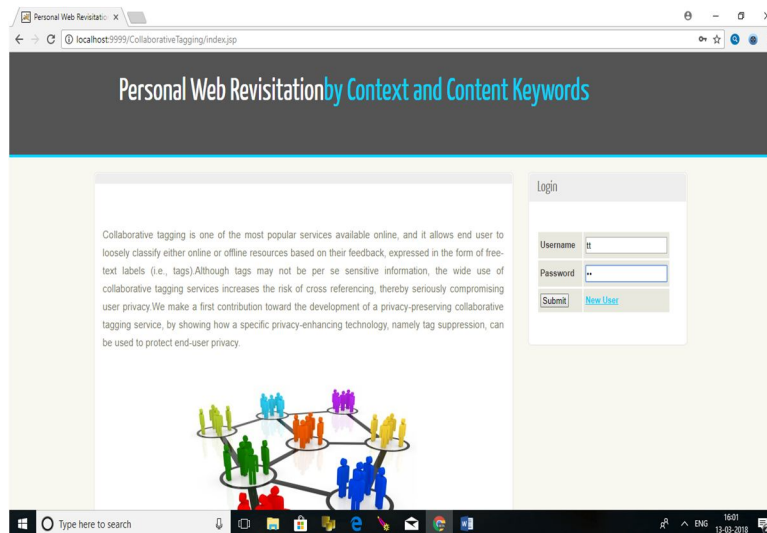 Personal Web Revisitatio
localhost:9999/CollaborativeTagging/index.jsp
Personal Web Revisitationby Context and Content Keywords
Login
Collaborative tagging is one of the most popular services available online, and it allows end user to
loosely classify either online or offline resources based on their feedback, expressed in the form of free-
text labels (i.e., tags).Although tags may not be per se sensitive information, the wide use of
collaborative tagging services increases the risk of cross referencing, thereby seriously compromising
user privacy.We make a first contribution toward the development of a privacy-preserving collaborative
tagging service, by showing how a specific privacy-enhancing technology, namely tag suppression, can
be used to protect end-user privacy.
Username tt
Password ••
Submit New User
Type here to search
ENG
16:01
13-03-2018